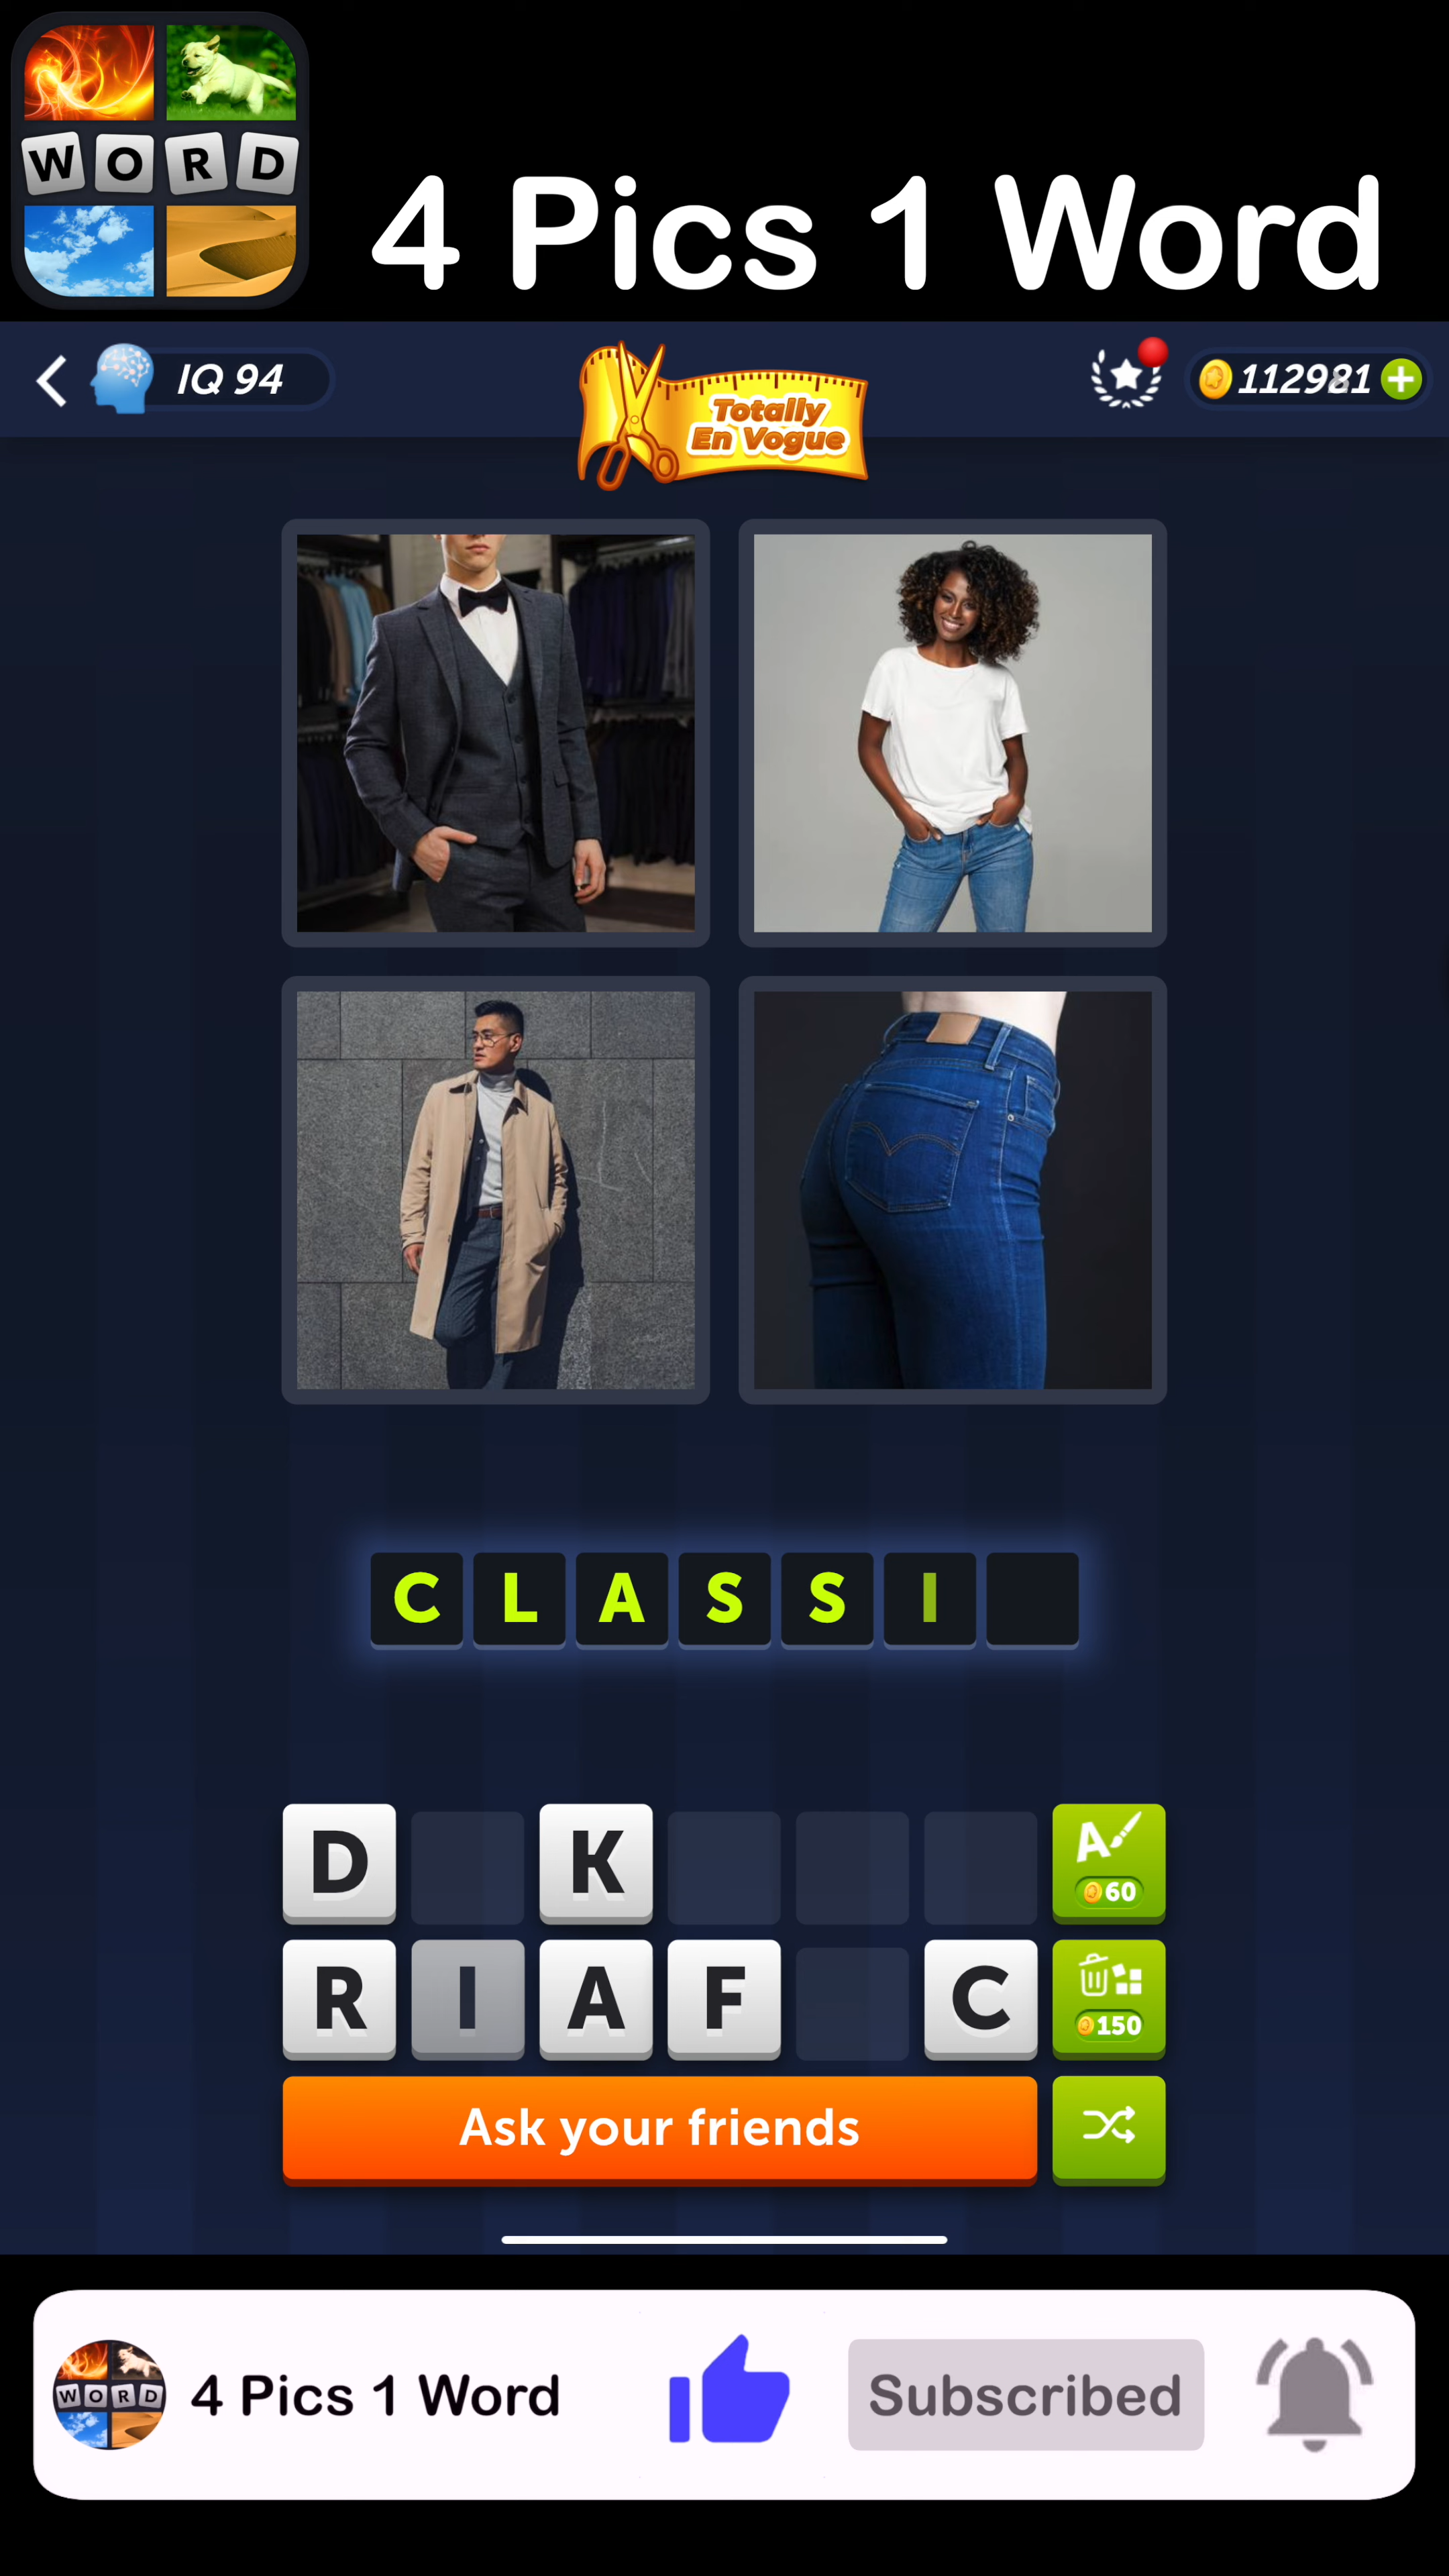 WORD
4 Pics 1 Word
IQ 94
Totally
En Vogue
112981
C L A S S I
D K
60
R I A F C
150
Ask your friends
WORD
4 Pics 1 Word
Subscribed